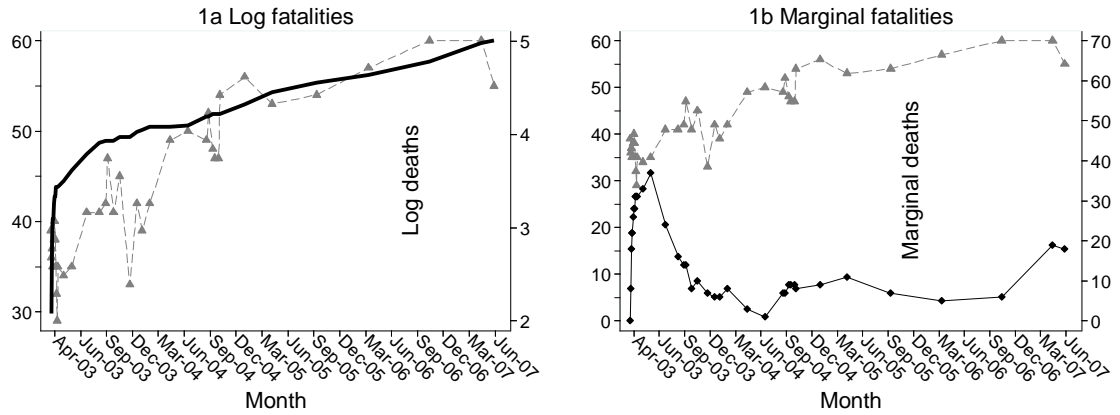 1a Log fatalities
60
50
40
30
5
4
3
2
Log deaths
Apr-03
Jun-03
Sep-03
Dec-03
Mar-04
Jun-04
Sep-04
Dec-04
Mar-05
Jun-05
Sep-05
Dec-05
Mar-06
Jun-06
Sep-06
Dec-06
Mar-07
Jun-07
Month
1b Marginal fatalities
60
50
40
30
20
10
0
70
60
50
40
30
20
10
0
Marginal deaths
Apr-03
Jun-03
Sep-03
Dec-03
Mar-04
Jun-04
Sep-04
Dec-04
Mar-05
Jun-05
Sep-05
Dec-05
Mar-06
Jun-06
Sep-06
Dec-06
Mar-07
Jun-07
Month